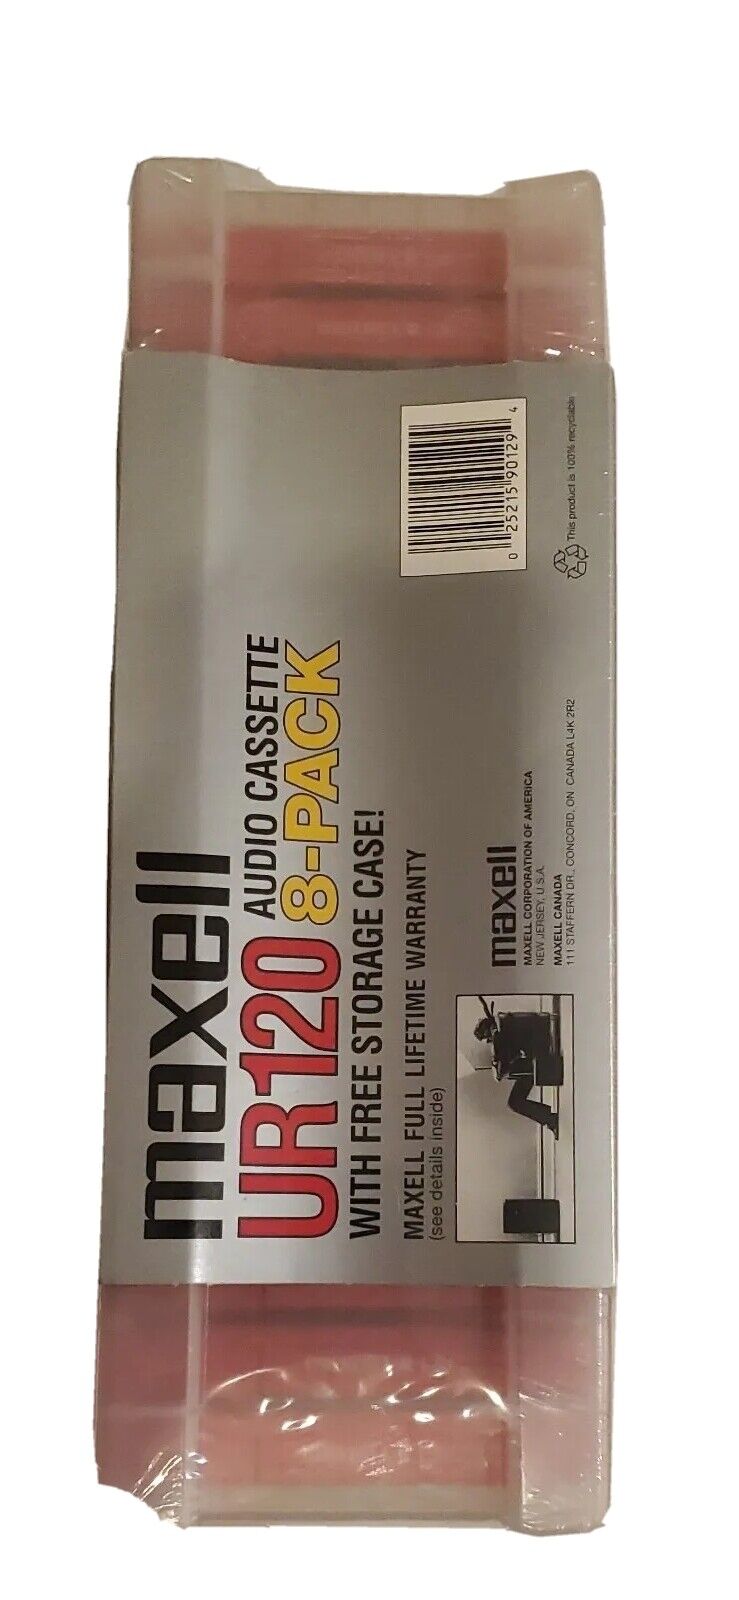 maxell
UR120 AUDIO CASSETTE
8-PACK
WITH FREE STORAGE CASE!
MAXELL FULL LIFETIME WARRANTY
(see details inside)
maxell
MAXELL CORPORATION OF AMERICA
NEW JERSEY, U.S.A.
MAXELL CANADA
111 STAFFERN DR., CONCORD, ON CANADA L4K 2R2
0 25215 90129 4
This product is 100% recyclable